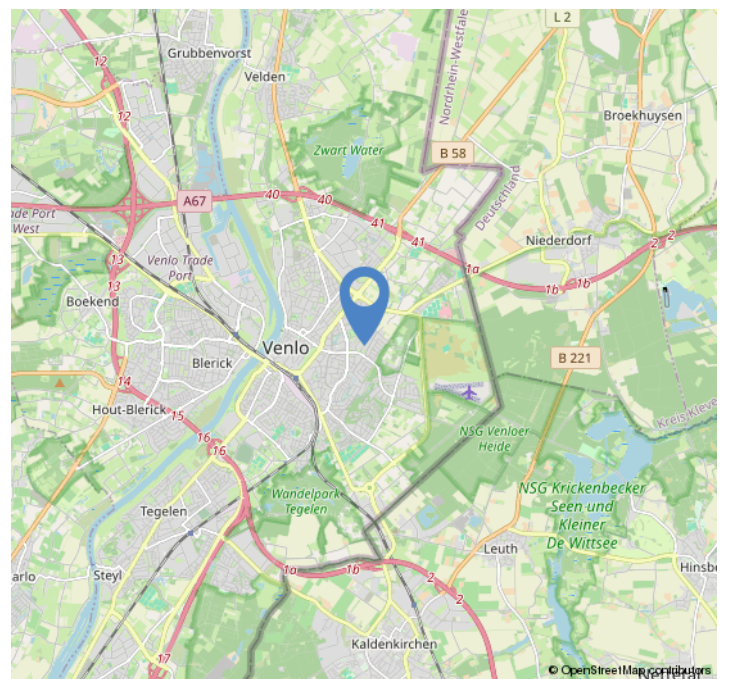 L 2
Grubbenvorst
Velden
12
Nordrhein-Westfale
12
Broekhuysen
Zwart Water
B 58
Deutschland
A67
40
40
ade Port
West
41
41
Niederdorf
2
2
13
Venlo Trade
Port
1a
1b
1b
13
Boekend
Venlo
Blerick
B 221
14
Hout-Blerick
15
Kreis Kleve
16
16
NSG Venloer
Heide
NSG Krickenbecker
Seen und
Kleiner
De Wittsee
Wandelpark
Tegelen
Tegelen
Leuth
arlo
Steyl
1a
1b
2
Hinsbe
2
Kaldenkirchen
17
© OpenStreetMap contributors
Nettetal